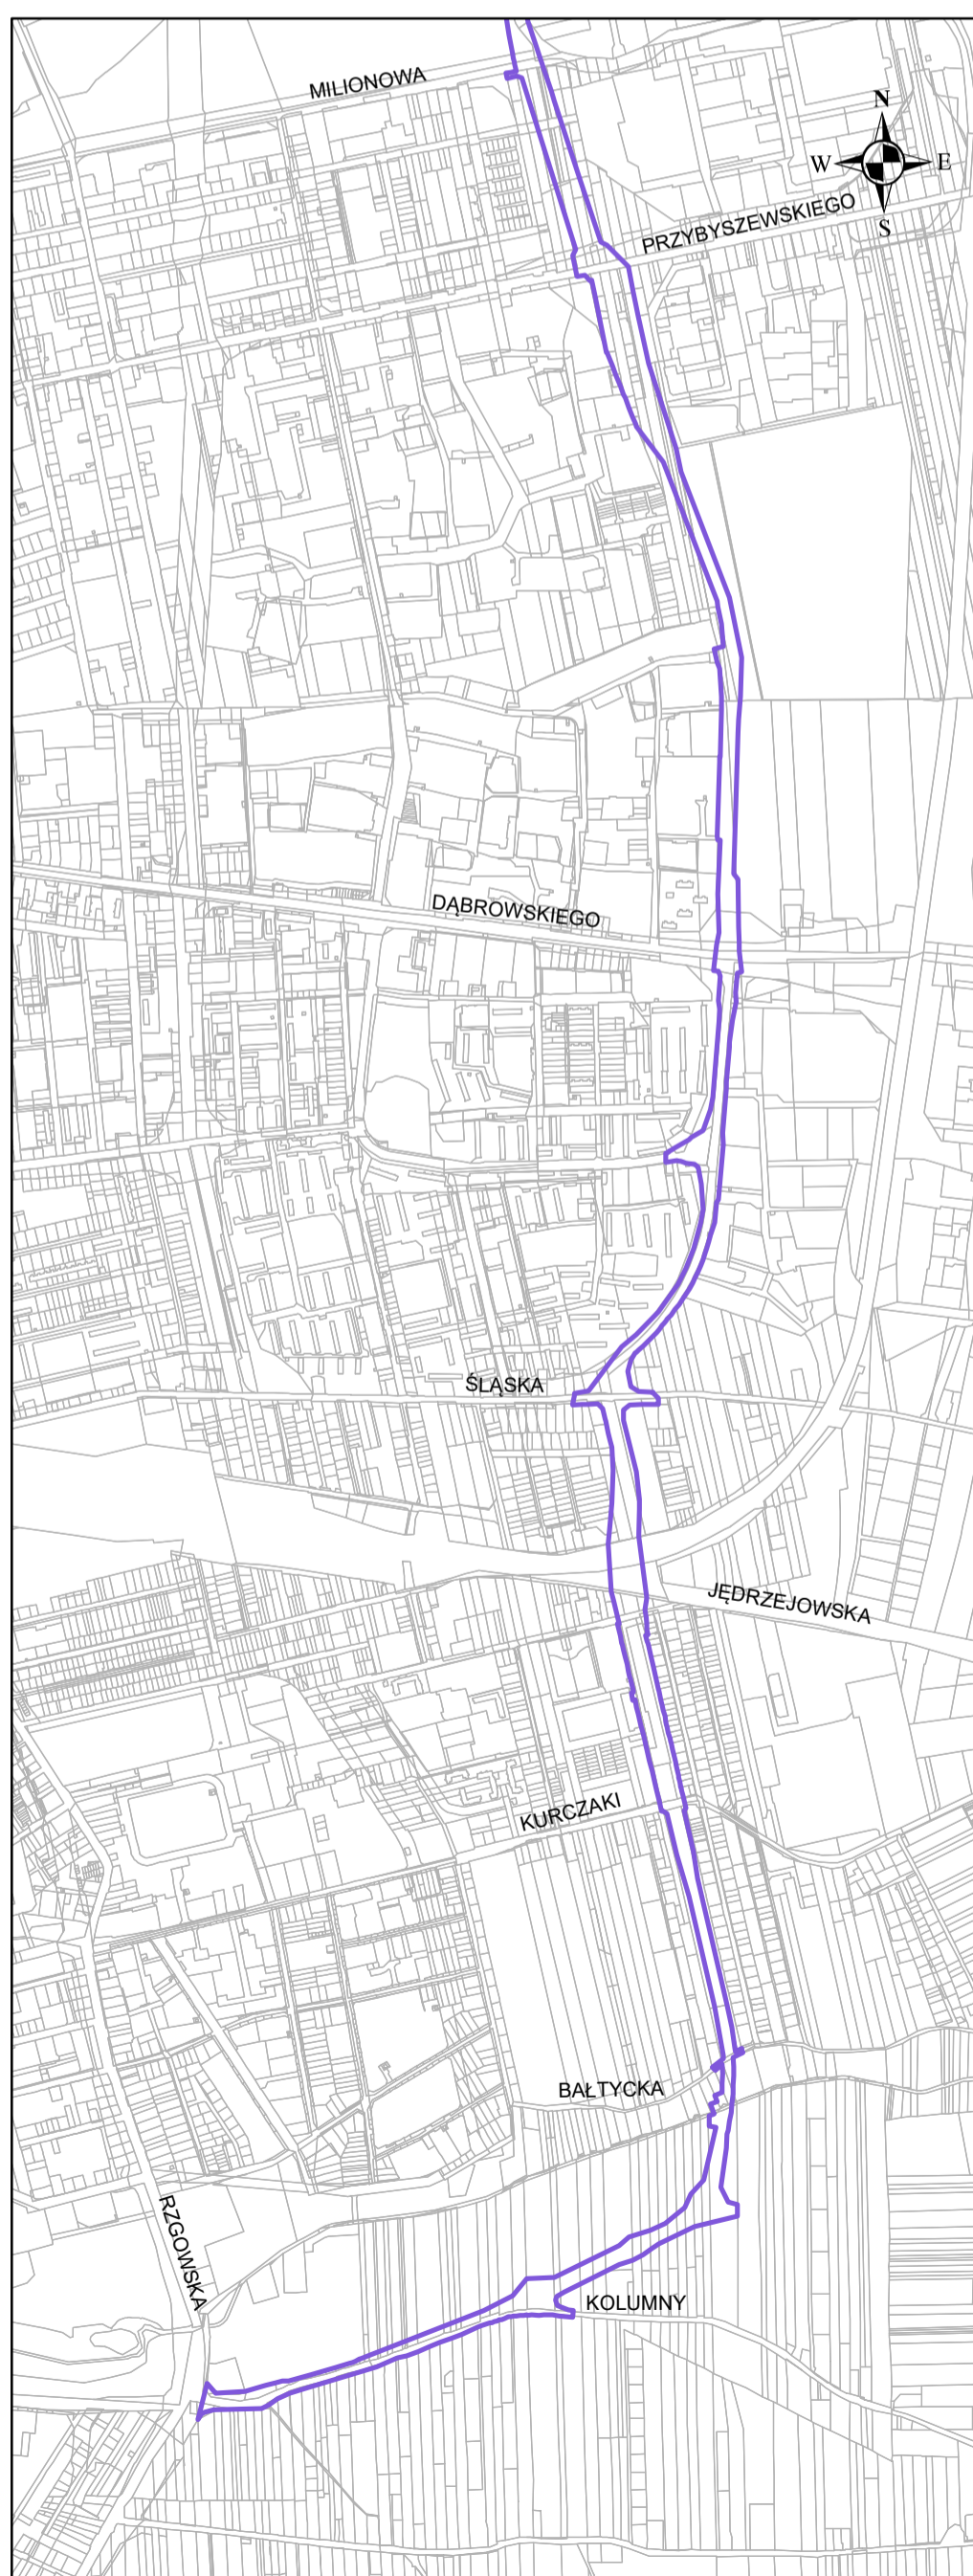 MILIONOWA
N
W
E
S
PRZYBYSZEWSKIEGO
DĄBROWSKIEGO
ŚLĄSKA
JĘDRZEJOWSKA
KURCZAKI
BAŁTYCKA
RZGOWSKA
KOLUMNY